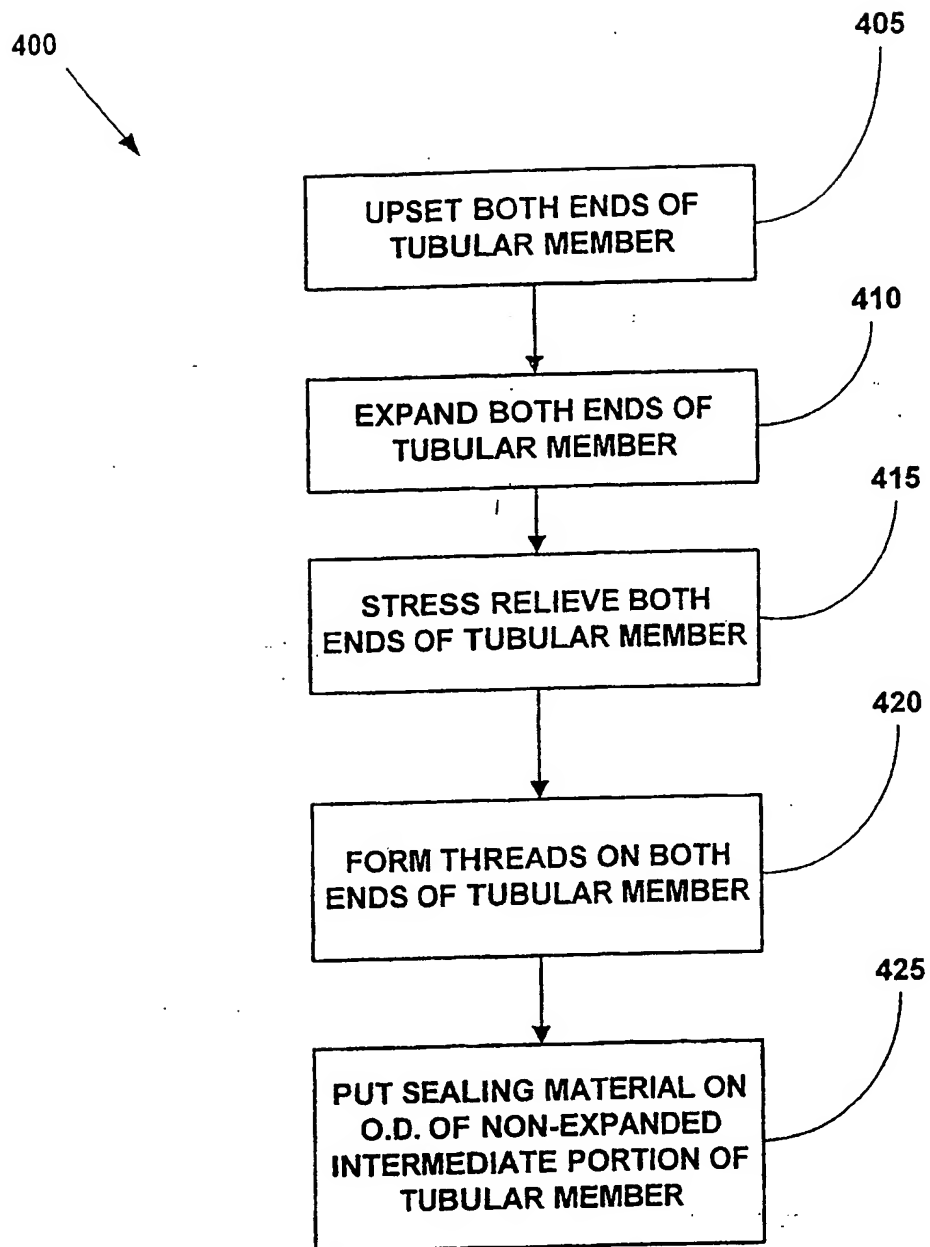 400
405
UPSET BOTH ENDS OF
TUBULAR MEMBER
410
EXPAND BOTH ENDS OF
TUBULAR MEMBER
415
STRESS RELIEVE BOTH
ENDS OF TUBULAR MEMBER
420
FORM THREADS ON BOTH
ENDS OF TUBULAR MEMBER
425
PUT SEALING MATERIAL ON
O.D. OF NON-EXPANDED
INTERMEDIATE PORTION OF
TUBULAR MEMBER